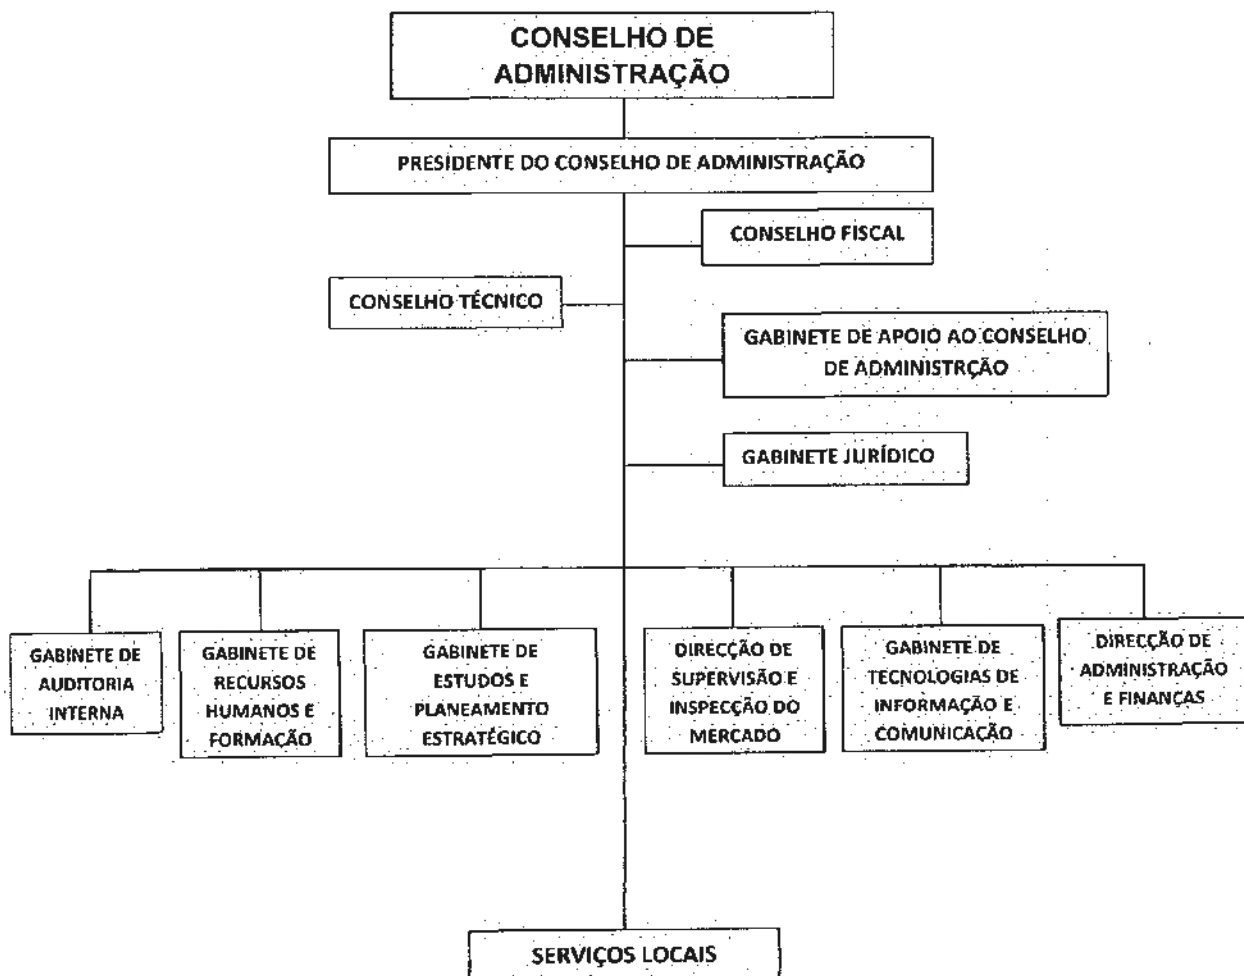 CONSELHO DE
ADMINISTRAÇÃO
PRESIDENTE DO CONSELHO DE ADMINISTRAÇÃO
CONSELHO FISCAL
CONSELHO TÉCNICO
GABINETE DE APOIO AO CONSELHO
DE ADMINISTRÇÃO
GABINETE JURÍDICO
GABINETE DE
AUDITORIA
INTERNA
GABINETE DE
RECURSOS
HUMANOS E
FORMAÇÃO
GABINETE DE
ESTUDOS E
PLANEAMENTO
ESTRATÉGICO
DIRECÇÃO DE
SUPERVISÃO E
INSPECÇÃO DO
MERCADO
GABINETE DE
TECNOLOGIAS DE
INFORMAÇÃO E
COMUNICAÇÃO
DIRECÇÃO DE
ADMINISTRAÇÃO
E FINANÇAS
SERVIÇOS LOCAIS